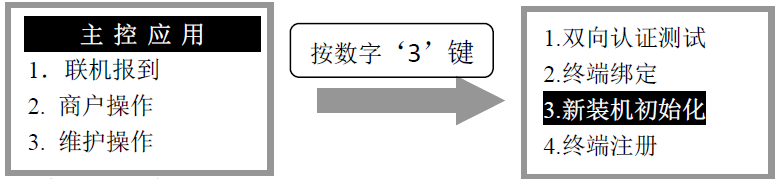 主控应用
1. 联机报到
2. 商户操作
3. 维护操作
按数字‘3’键
1.双向认证测试
2.终端绑定
3.新装机初始化
4.终端注册